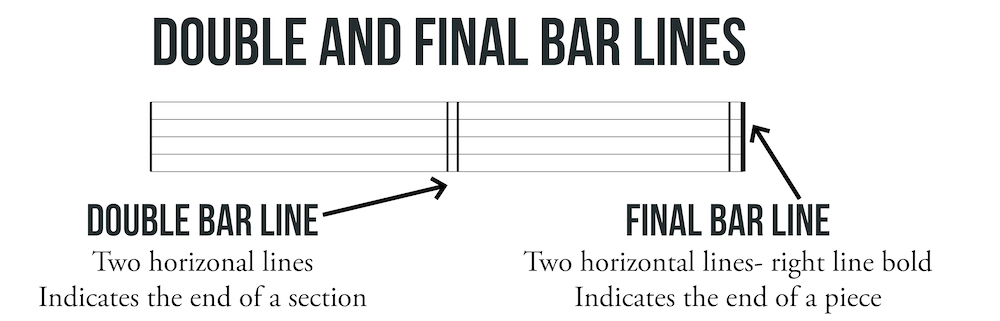 DOUBLE AND FINAL BAR LINES
DOUBLE BAR LINE
Two horizonal lines
Indicates the end of a section
FINAL BAR LINE
Two horizontal lines- right line bold
Indicates the end of a piece